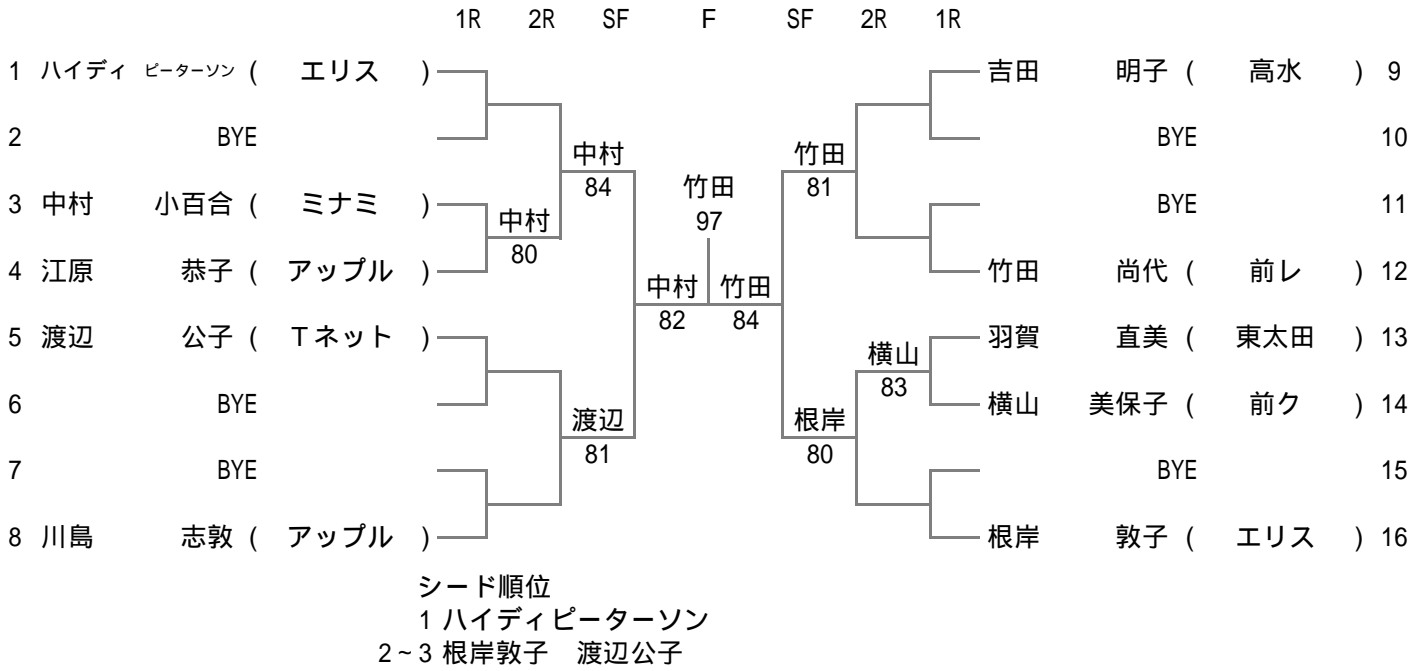 1R 2R SF F SF 2R 1R
1 ハイディ ピーターソン ( エリス ) 吉田 明子 ( 高水 ) 9
2 BYE BYE 10
中村 竹田
84 竹田 81
3 中村 小百合 ( ミナミ ) BYE 11
中村 97
80
4 江原 恭子 ( アップル ) 竹田 尚代 ( 前レ ) 12
中村 竹田
82 84
5 渡辺 公子 ( Tネット ) 羽賀 直美 ( 東太田 ) 13
横山
83
6 BYE 横山 美保子 ( 前ク ) 14
渡辺 根岸
81 80
7 BYE BYE 15
8 川島 志敦 ( アップル ) 根岸 敦子 ( エリス ) 16
シード順位
1 ハイディピーターソン
2~3 根岸敦子 渡辺公子